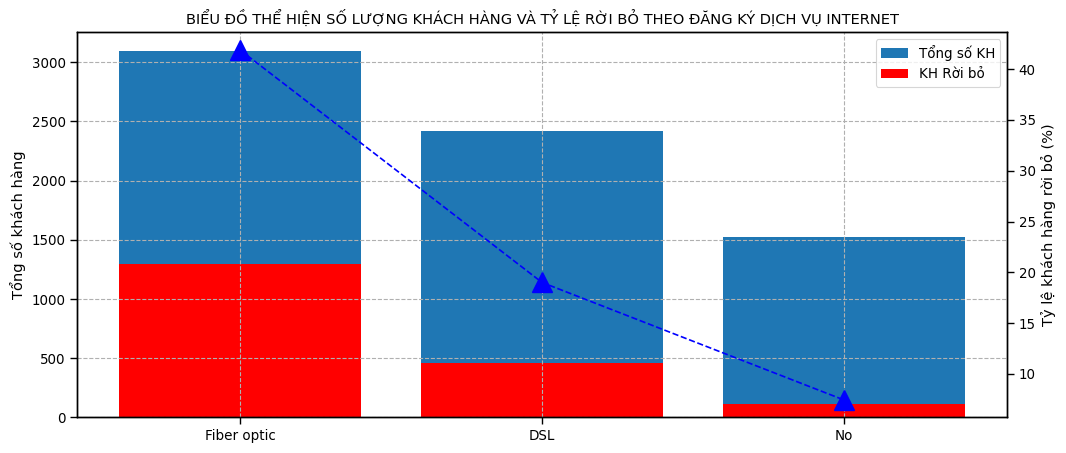 BIỂU ĐỒ THỂ HIỆN SỐ LƯỢNG KHÁCH HÀNG VÀ TỶ LỆ RỜI BỎ THEO ĐĂNG KÝ DỊCH VỤ INTERNET
Tổng số khách hàng
3000
2500
2000
1500
1000
500
0
Tổng số KH
KH Rời bỏ
40
35
30
25
20
15
10
Tỷ lệ khách hàng rời bỏ (%)
Fiber optic
DSL
No